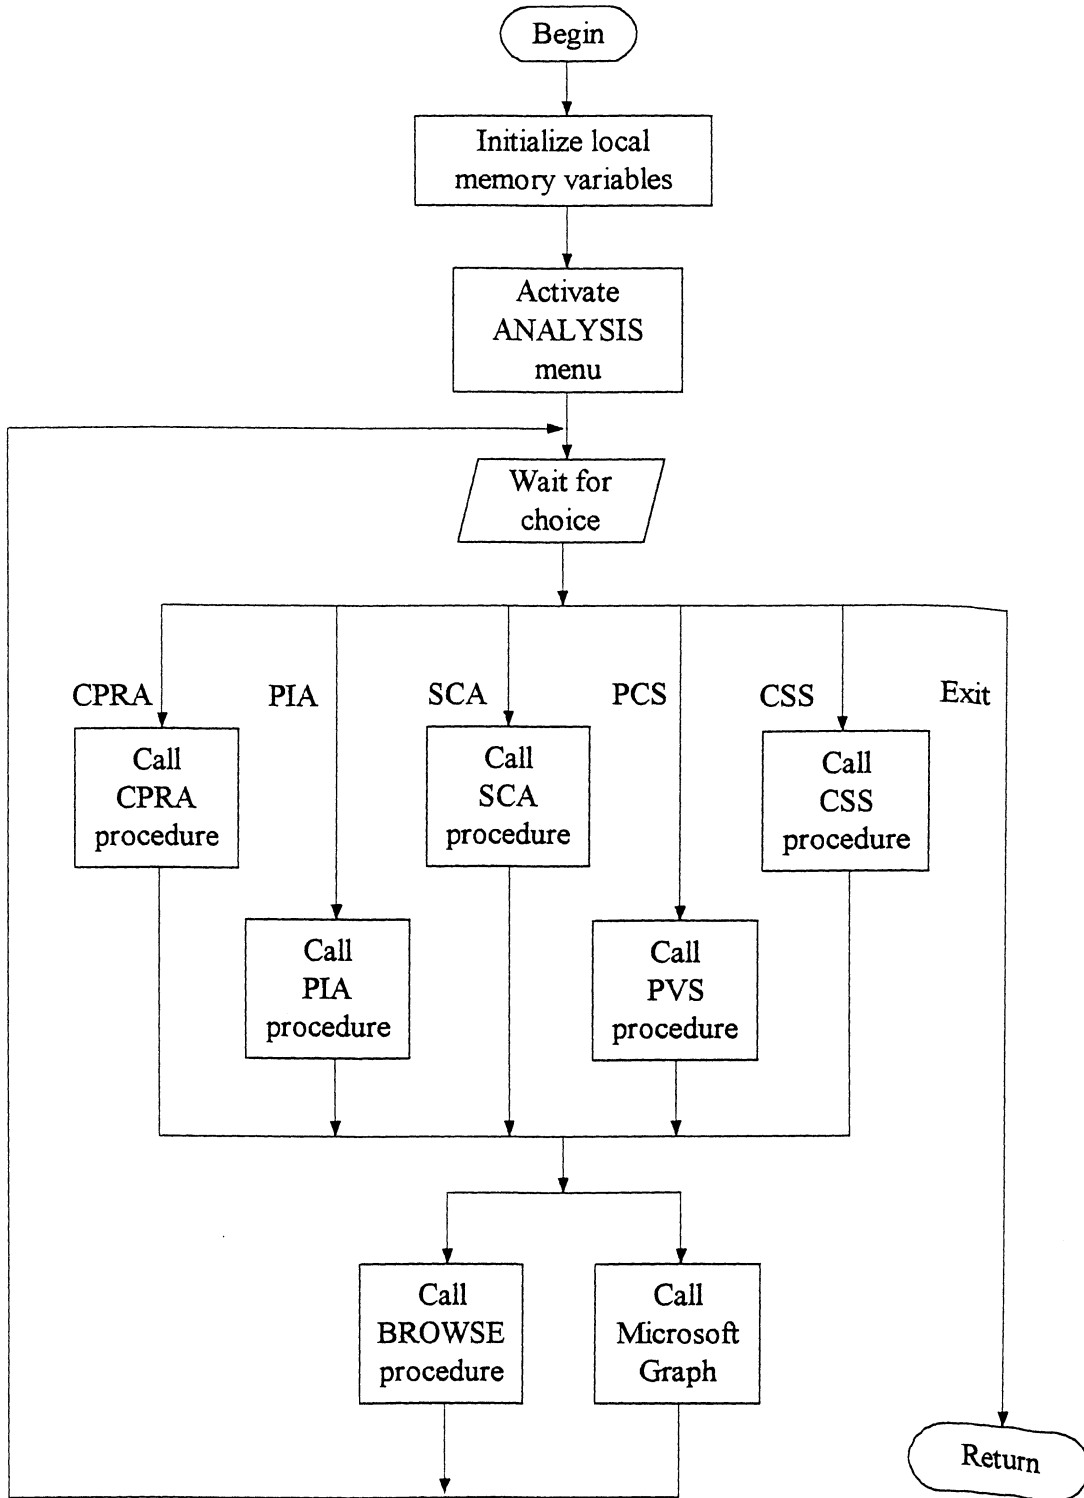 Begin
Initialize local
memory variables
Activate
ANALYSIS
menu
Wait for
choice
CPRA
PIA
SCA
PCS
CSS
Exit
Call
CPRA
procedure
Call
SCA
procedure
Call
CSS
procedure
Call
PIA
procedure
Call
PVS
procedure
Call
BROWSE
procedure
Call
Microsoft
Graph
Return